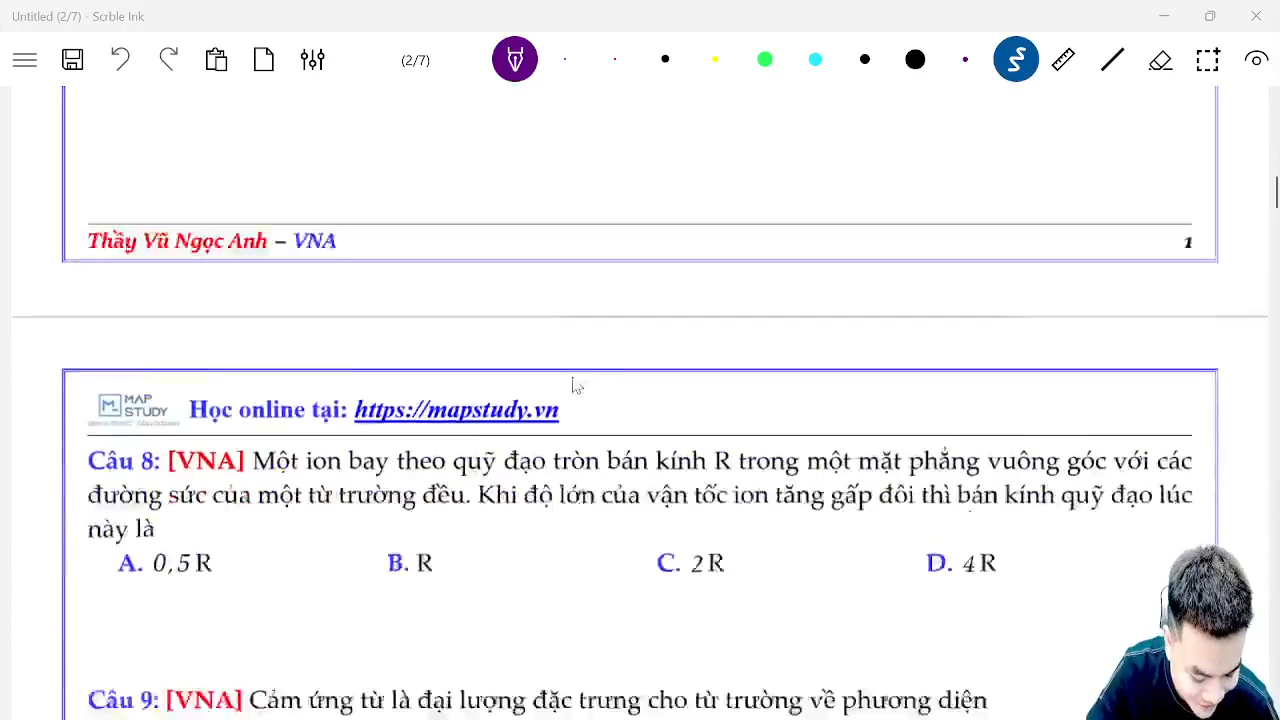 Untitled (2/7) - Scrble Ink
(2/7)
Thầy Vũ Ngọc Anh – VNA
1
MAP STUDY
Học online tại: https://mapstudy.vn
Câu 8: [VNA] Một ion bay theo quỹ đạo tròn bán kính R trong một mặt phẳng vuông góc với các
đường sức của một từ trường đều. Khi độ lớn của vận tốc ion tăng gấp đôi thì bán kính quỹ đạo lúc
này là
A. 0,5R B. R C. 2R D. 4R
Câu 9: [VNA] Cảm ứng từ là đại lượng đặc trưng cho từ trường về phương diện